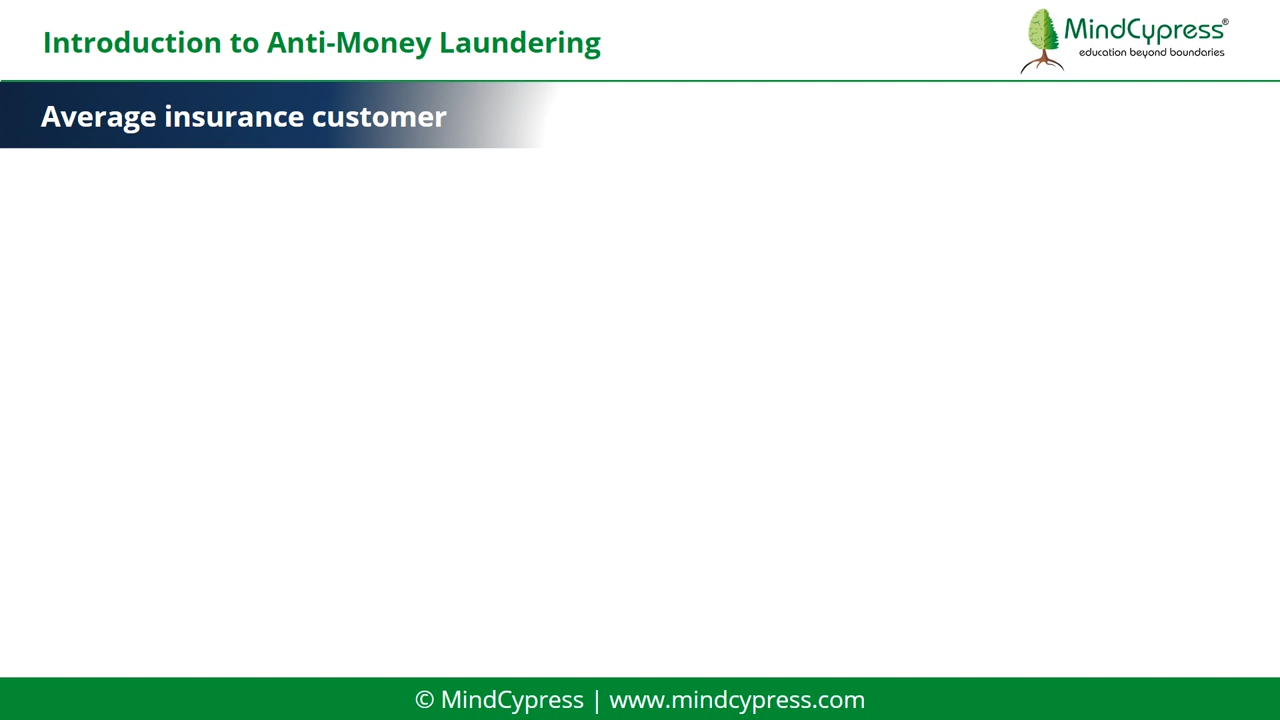 Introduction to Anti-Money Laundering
MindCypress®
education beyond boundaries
Average insurance customer
© MindCypress | www.mindcypress.com